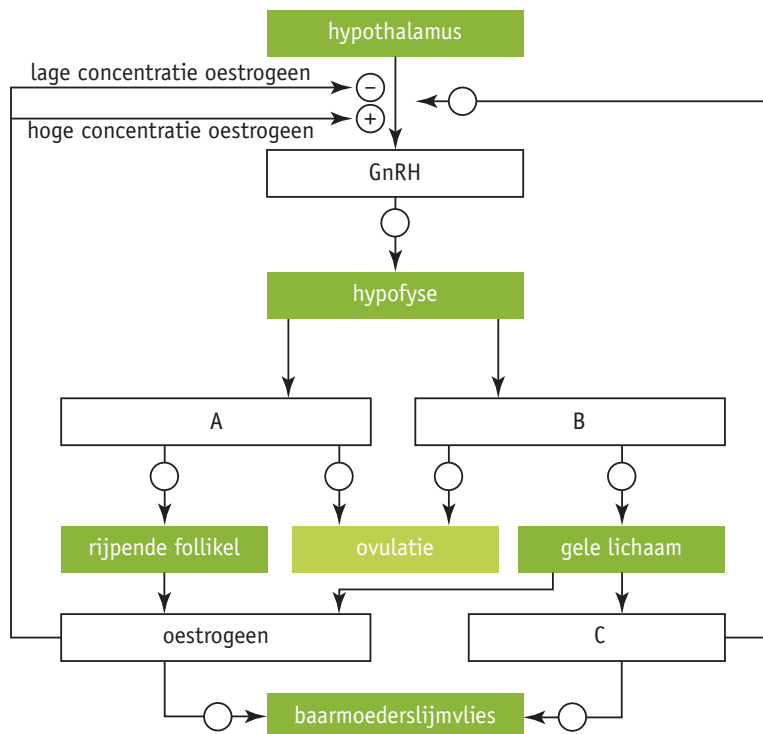 hypothalamus
lage concentratie oestrogeen
−
+
hoge concentratie oestrogeen
GnRH
hypofyse
A
B
rijpende follikel
ovulatie
gele lichaam
oestrogeen
C
baarmoederslijmvlies